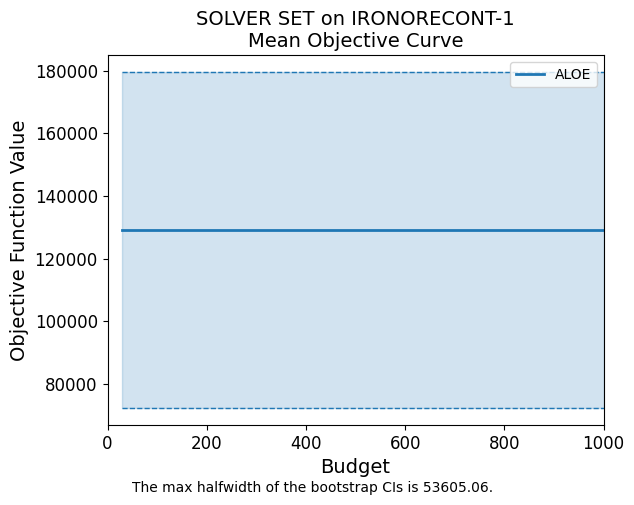 SOLVER SET on IRONORECONT-1
Mean Objective Curve
ALOE
Objective Function Value
180000
160000
140000
120000
100000
80000
0 200 400 600 800 1000
Budget
The max halfwidth of the bootstrap CIs is 53605.06.